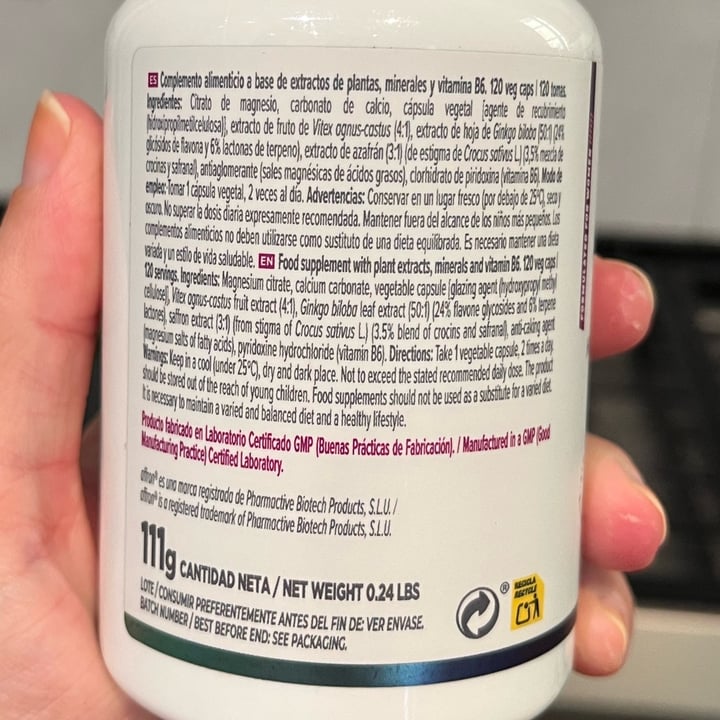 ES Complemento alimenticio a base de extractos de plantas, minerales y vitamina B6. 120 veg caps | 120 tomas.
Ingredientes: Citrato de magnesio, carbonato de calcio, cápsula vegetal [agente de recubrimiento
(hidroxipropilmetilcelulosa)], extracto de fruto de Vitex agnus-castus (4:1), extracto de hoja de Ginkgo biloba (50:1) (24%
glicósidos de flavona y 6% lactonas de terpeno), extracto de azafrán (3:1) (de estigma de Crocus sativus L.) (3,5% mezcla de
crocinas y safranal), antiaglomerante (sales magnésicas de ácidos grasos), clorhidrato de piridoxina (vitamina B6). Modo de
empleo: Tomar 1 cápsula vegetal, 2 veces al día. Advertencias: Conservar en un lugar fresco (por debajo de 25°C), seco y
oscuro. No superar la dosis diaria expresamente recomendada. Mantener fuera del alcance de los niños más pequeños. Los
complementos alimenticios no deben utilizarse como sustituto de una dieta equilibrada. Es necesario mantener una dieta
variada y un estilo de vida saludable. EN Food supplement with plant extracts, minerals and vitamin B6. 120 veg caps |
120 servings. Ingredients: Magnesium citrate, calcium carbonate, vegetable capsule [glazing agent (hydroxypropyl methyl
cellulose)], Vitex agnus-castus fruit extract (4:1), Ginkgo biloba leaf extract (50:1) (24% flavone glycosides and 6% terpene
lactones), saffron extract (3:1) (from stigma of Crocus sativus L.) (3.5% blend of crocins and safranal), anti-caking agent
(magnesium salts of fatty acids), pyridoxine hydrochloride (vitamin B6). Directions: Take 1 vegetable capsule, 2 times a day.
Warnings: Keep in a cool (under 25°C), dry and dark place. Not to exceed the stated recommended daily dose. The product
should be stored out of the reach of young children. Food supplements should not be used as a substitute for a varied diet.
It is necessary to maintain a varied and balanced diet and a healthy lifestyle.
Producto fabricado en Laboratorio Certificado GMP (Buenas Prácticas de Fabricación). / Manufactured in a GMP (Good
Manufacturing Practice) Certified Laboratory.
affron® es una marca registrada de Pharmactive Biotech Products, S.L.U. /
affron® is a registered trademark of Pharmactive Biotech Products, S.L.U.
111g CANTIDAD NETA / NET WEIGHT 0.24 LBS
LOTE / CONSUMIR PREFERENTEMENTE ANTES DEL FIN DE: VER ENVASE.
BATCH NUMBER / BEST BEFORE END: SEE PACKAGING.
®
RECICLA
RECYCLE